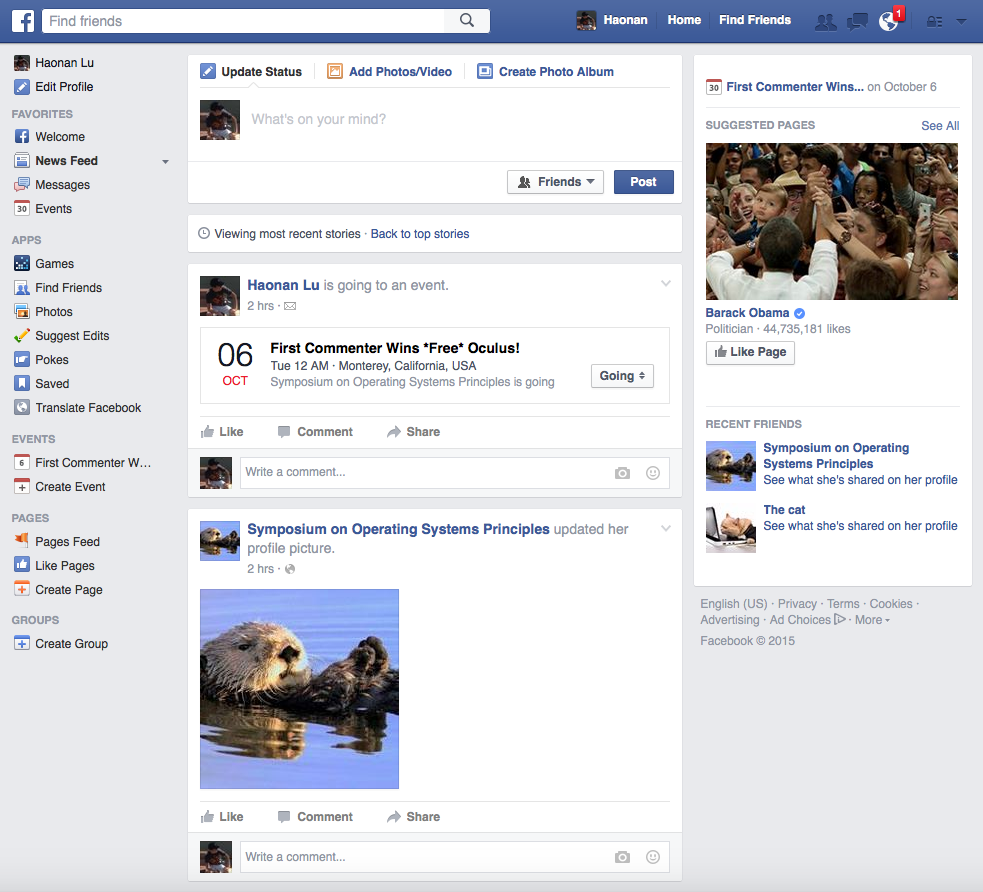 Find friends
Haonan
Home
Find Friends
1
Haonan Lu
Edit Profile
FAVORITES
Welcome
News Feed
Messages
30 Events
APPS
Games
Find Friends
Photos
Suggest Edits
Pokes
Saved
Translate Facebook
EVENTS
6 First Commenter W...
Create Event
PAGES
Pages Feed
Like Pages
Create Page
GROUPS
Create Group
Update Status
Add Photos/Video
Create Photo Album
What's on your mind?
Friends
Post
Viewing most recent stories · Back to top stories
Haonan Lu is going to an event.
2 hrs ·
06
OCT
First Commenter Wins *Free* Oculus!
Tue 12 AM · Monterey, California, USA
Symposium on Operating Systems Principles is going
Going
Like
Comment
Share
Write a comment...
Symposium on Operating Systems Principles updated her
profile picture.
2 hrs ·
Like
Comment
Share
Write a comment...
30 First Commenter Wins... on October 6
SUGGESTED PAGES
See All
Barack Obama
Politician · 44,735,181 likes
Like Page
RECENT FRIENDS
Symposium on Operating
Systems Principles
See what she's shared on her profile
The cat
See what she's shared on her profile
English (US) · Privacy · Terms · Cookies ·
Advertising · Ad Choices · More
Facebook © 2015